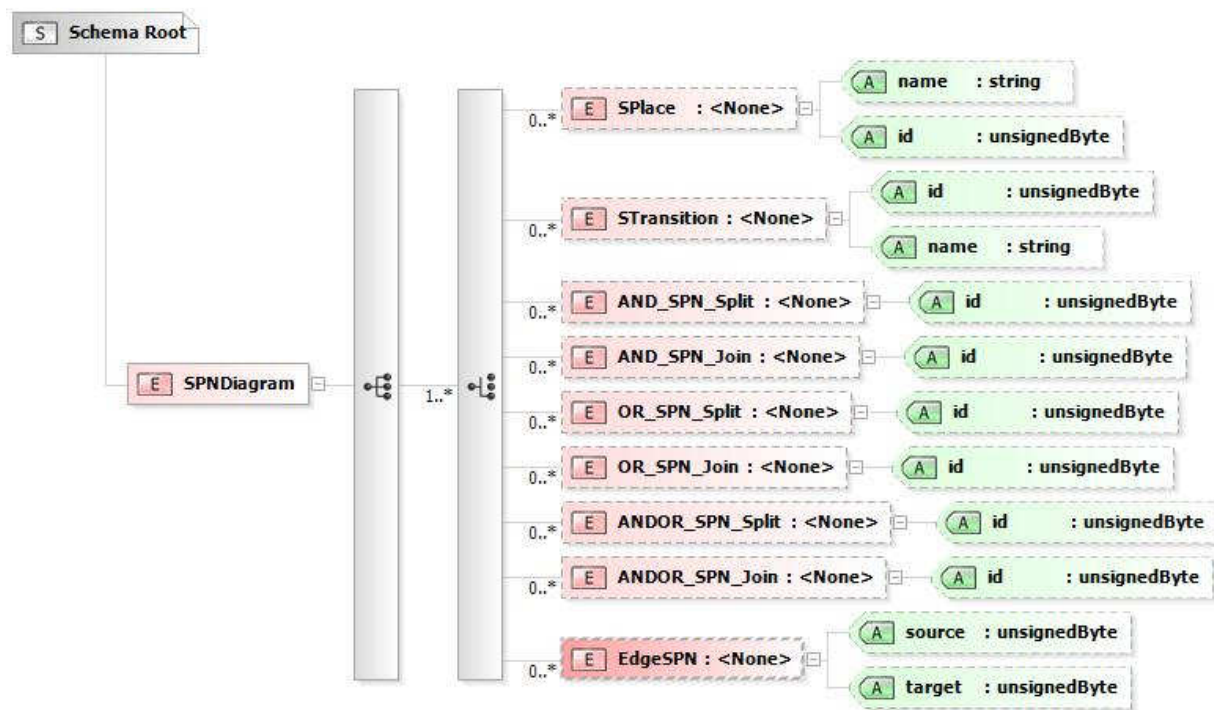 S Schema Root
E SPNDiagram
1..*
0..* E SPlace : <None>
A name : string
A id : unsignedByte
0..* E STransition : <None>
A id : unsignedByte
A name : string
0..* E AND_SPN_Split : <None> A id : unsignedByte
0..* E AND_SPN_Join : <None> A id : unsignedByte
0..* E OR_SPN_Split : <None> A id : unsignedByte
0..* E OR_SPN_Join : <None> A id : unsignedByte
0..* E ANDOR_SPN_Split : <None> A id : unsignedByte
0..* E ANDOR_SPN_Join : <None> A id : unsignedByte
0..* E EdgeSPN : <None>
A source : unsignedByte
A target : unsignedByte